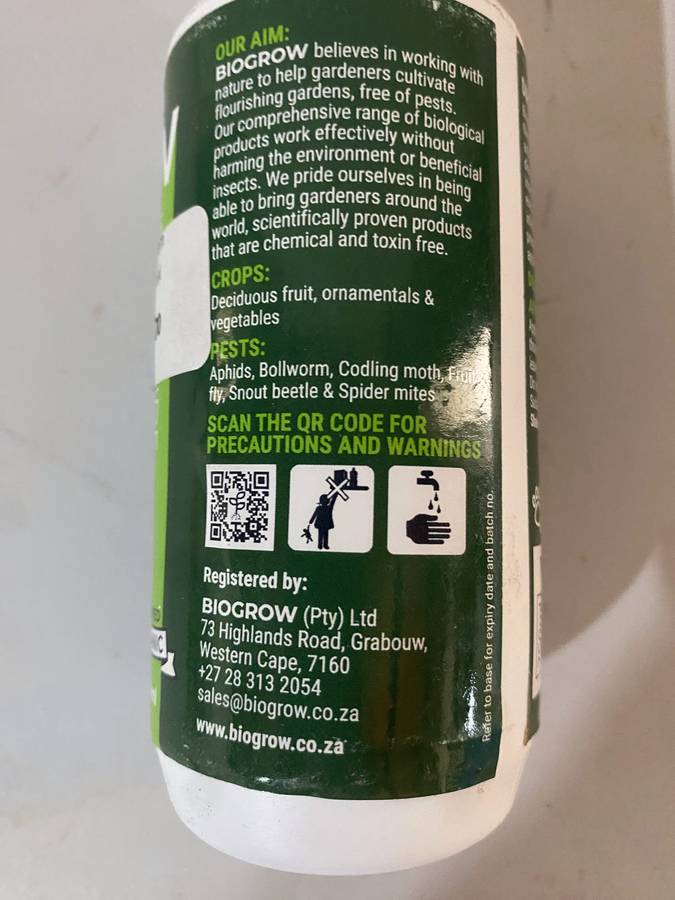 OUR AIM:
BIOGROW believes in working with
nature to help gardeners cultivate
flourishing gardens, free of pests.
Our comprehensive range of biological
products work effectively without
harming the environment or beneficial
insects. We pride ourselves in being
able to bring gardeners around the
world, scientifically proven products
that are chemical and toxin free.
CROPS:
Deciduous fruit, ornamentals &
vegetables
PESTS:
Aphids, Bollworm, Codling moth, Fruit
fly, Snout beetle & Spider mites
SCAN THE QR CODE FOR
PRECAUTIONS AND WARNINGS
Registered by:
BIOGROW (Pty) Ltd
73 Highlands Road, Grabouw,
Western Cape, 7160
+27 28 313 2054
sales@biogrow.co.za
www.biogrow.co.za
Refer to base for expiry date and batch no.